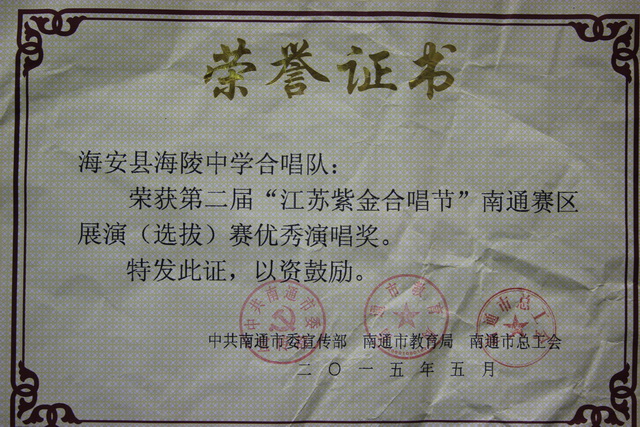 荣誉证书
海安县海陵中学合唱队：
荣获第二届“江苏紫金合唱节”南通赛区
展演（选拔）赛优秀演唱奖。
特发此证，以资鼓励。
中共南通市委宣传部 南通市教育局 南通市总工会
二〇一五年五月